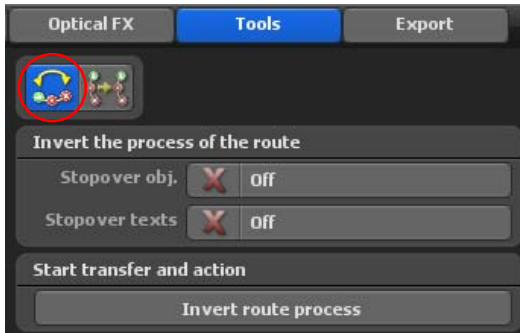 Optical FX Tools Export
Invert the process of the route
Stopover obj. Off
Stopover texts Off
Start transfer and action
Invert route process